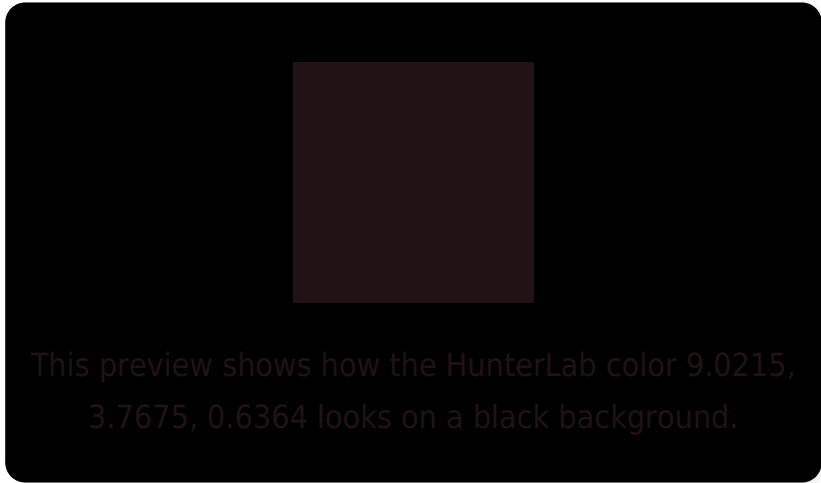 This preview shows how the HunterLab color 9.0215,
3.7675, 0.6364 looks on a black background.